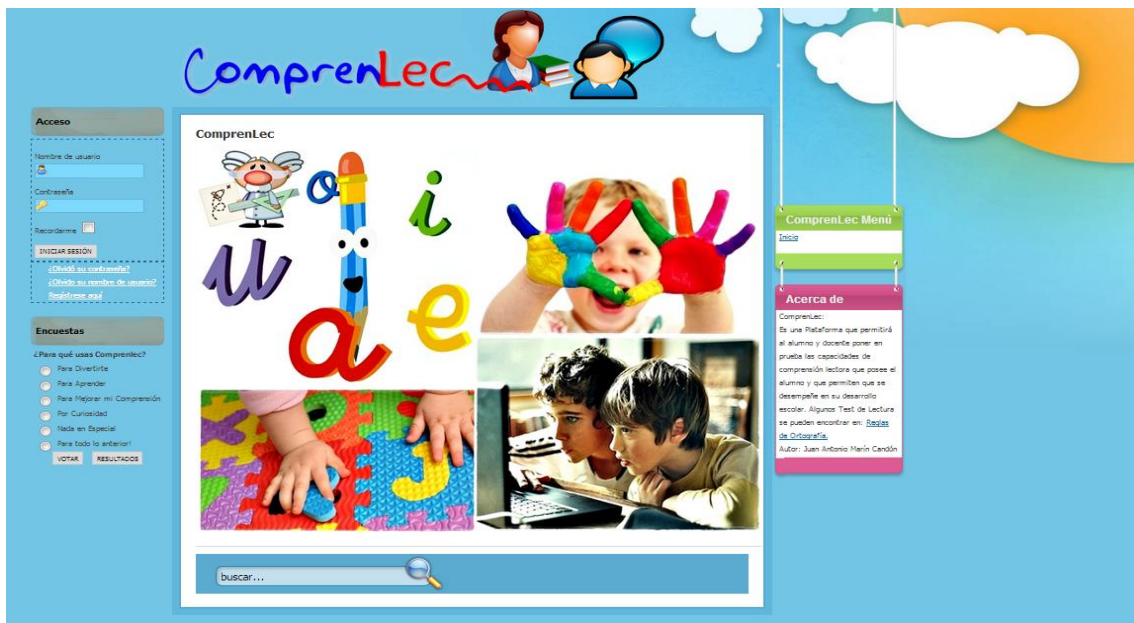 ComprenLec
Acceso
Nombre de usuario
Contraseña
Recordarme
INICIAR SESIÓN
¿Olvidó su contraseña?
¿Olvido su nombre de usuario?
Regístrese aquí
Encuestas
¿Para qué usas Comprenlec?
Para Divertirte
Para Aprender
Para Mejorar mi Comprensión
Por Curiosidad
Nada en Especial
Para todo lo anterior!
VOTAR RESULTADOS
ComprenLec
o
i
u
a
e
J
buscar...
ComprenLec Menú
Inicio
Acerca de
ComprenLec:
Es una Plataforma que permitirá
al alumno y docente poner en
prueba las capacidades de
comprensión lectora que posee el
alumno y que permiten que se
desempeñe en su desarrollo
escolar. Algunos Test de Lectura
se pueden encontrar en: Reglas
de Ortografía.
Autor: Juan Antonio Marín Candón